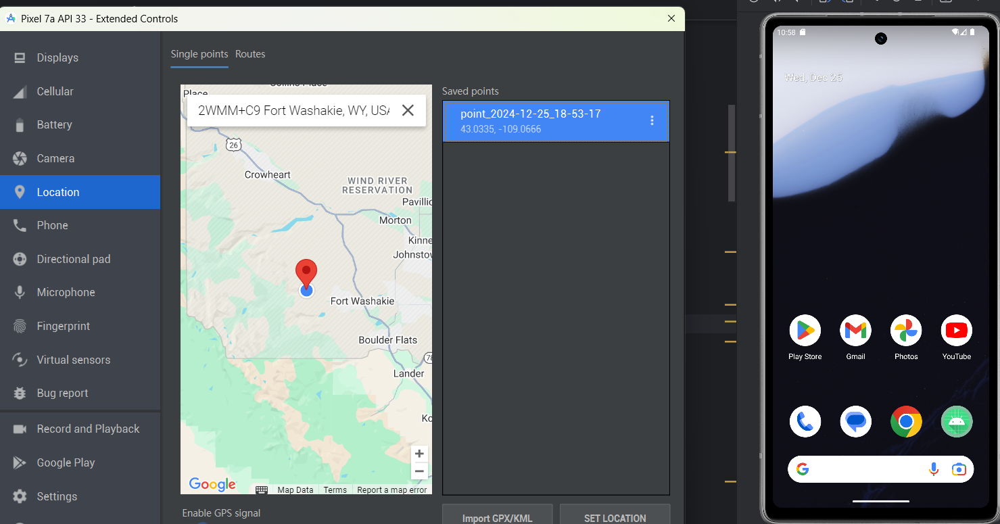 Pixel 7a API 33 - Extended Controls
Displays
Cellular
Battery
Camera
Location
Phone
Directional pad
Microphone
Fingerprint
Virtual sensors
Bug report
Record and Playback
Google Play
Settings
Single points Routes
Place
2WMM+C9 Fort Washakie, WY, USA
26
Crowheart
WIND RIVER
RESERVATION
Pavillio
Morton
Kinne
Johnstow
Fort Washakie
Boulder Flats
78
Lander
Ko
Google
Map Data Terms Report a map error
Enable GPS signal
Saved points
point_2024-12-25_18-53-17
43.0335, -109.0666
Import GPX/KML SET LOCATION
10:58
Wed, Dec 25
Play Store Gmail Photos YouTube